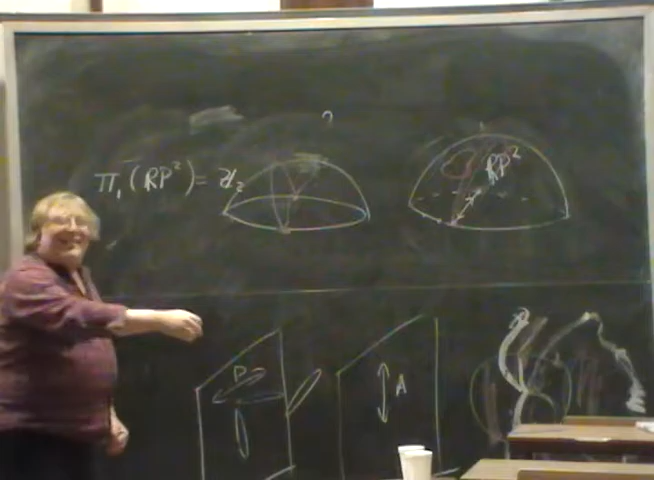 π₁(RP²) = ℤ₂
?
RP²
P
A